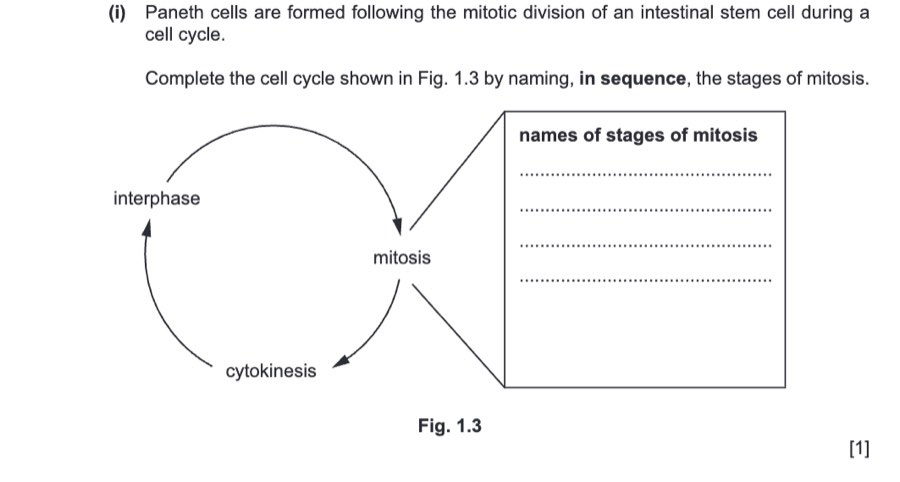 (i) Paneth cells are formed following the mitotic division of an intestinal stem cell during a
cell cycle.
Complete the cell cycle shown in Fig. 1.3 by naming, in sequence, the stages of mitosis.
names of stages of mitosis
interphase
mitosis
cytokinesis
Fig. 1.3
[1]